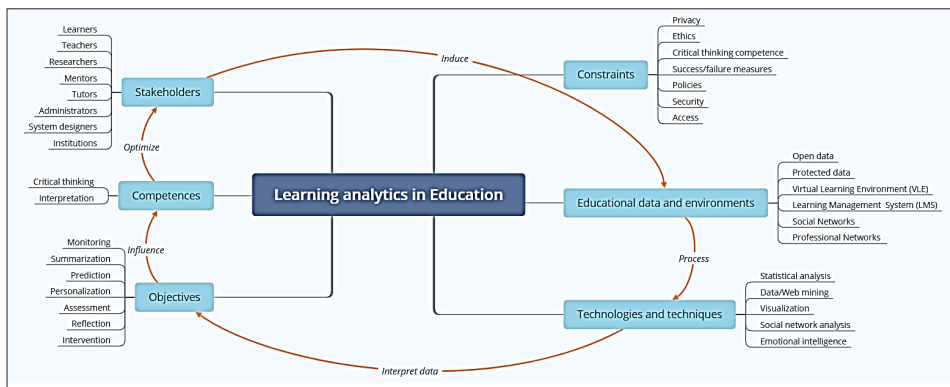 Learners
Teachers
Researchers
Mentors
Tutors
Administrators
System designers
Institutions
Stakeholders
Optimize
Critical thinking
Interpretation
Competences
Influence
Monitoring
Summarization
Prediction
Personalization
Assessment
Reflection
Intervention
Objectives
Learning analytics in Education
Induce
Constraints
Privacy
Ethics
Critical thinking competence
Success/failure measures
Policies
Security
Access
Educational data and environments
Open data
Protected data
Virtual Learning Environment (VLE)
Learning Management System (LMS)
Social Networks
Professional Networks
Process
Technologies and techniques
Statistical analysis
Data/Web mining
Visualization
Social network analysis
Emotional intelligence
Interpret data